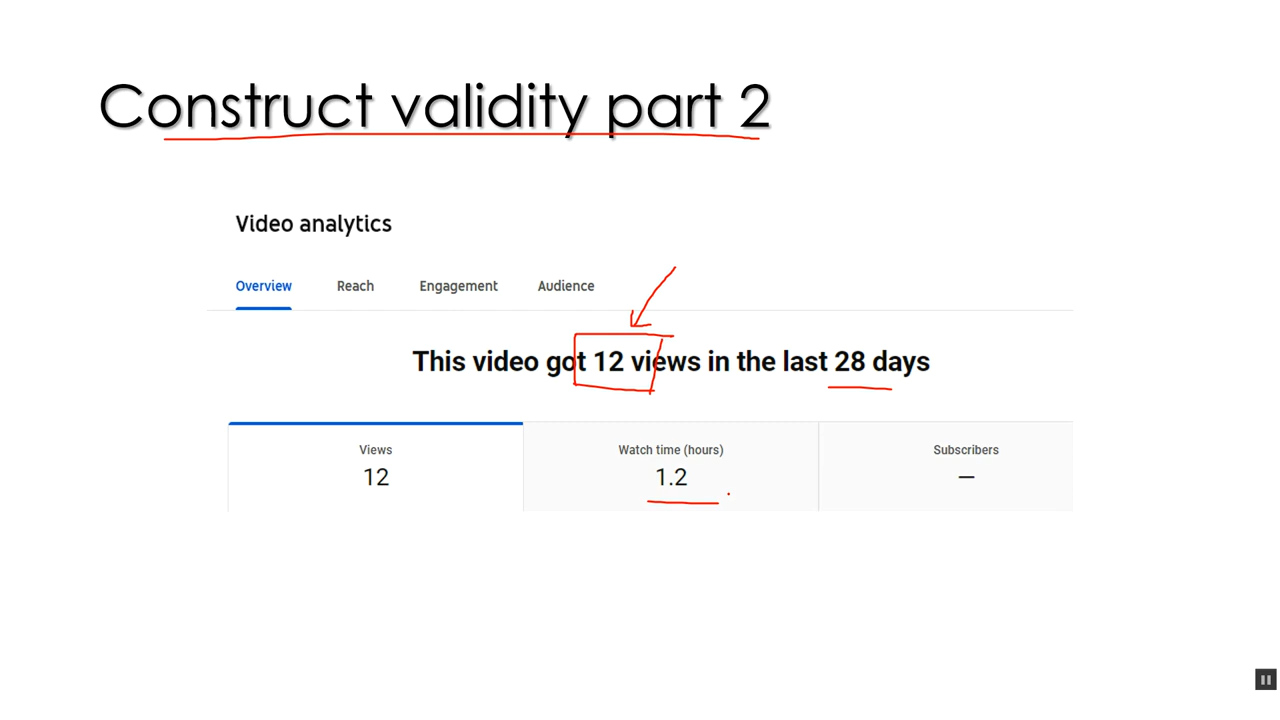 Construct validity part 2
Video analytics
Overview Reach Engagement Audience
This video got 12 views in the last 28 days
Views Watch time (hours) Subscribers
12 1.2 —